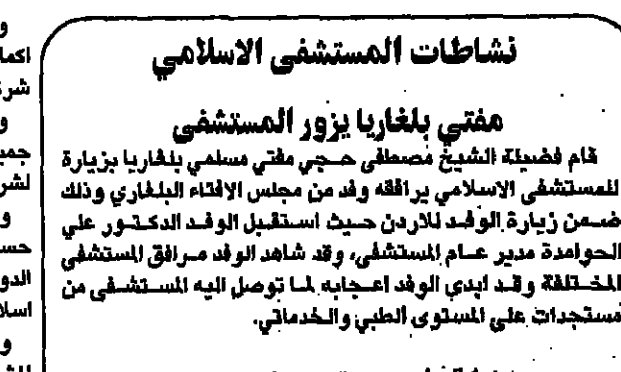 نشاطات المستشفى الاسلامي
مفتي بلغاريا يزور المستشفى
قام فضيلة الشيخ مصطفى حجي مفتي مسلمي بلغاريا بزيارة
للمستشفى الاسلامي يرافقه وفد من مجلس الافتاء البلغاري وذلك
ضمن زيارة الوفد للاردن حيث استقبل الوفد الدكتور علي
الحوامدة مدير عام المستشفى، وقد شاهد الوفد مرافق المستشفى
المختلفة وقد ابدى الوفد اعجابه لما توصل اليه المستشفى من
مستجدات على المستوى الطبي والخدماتي.